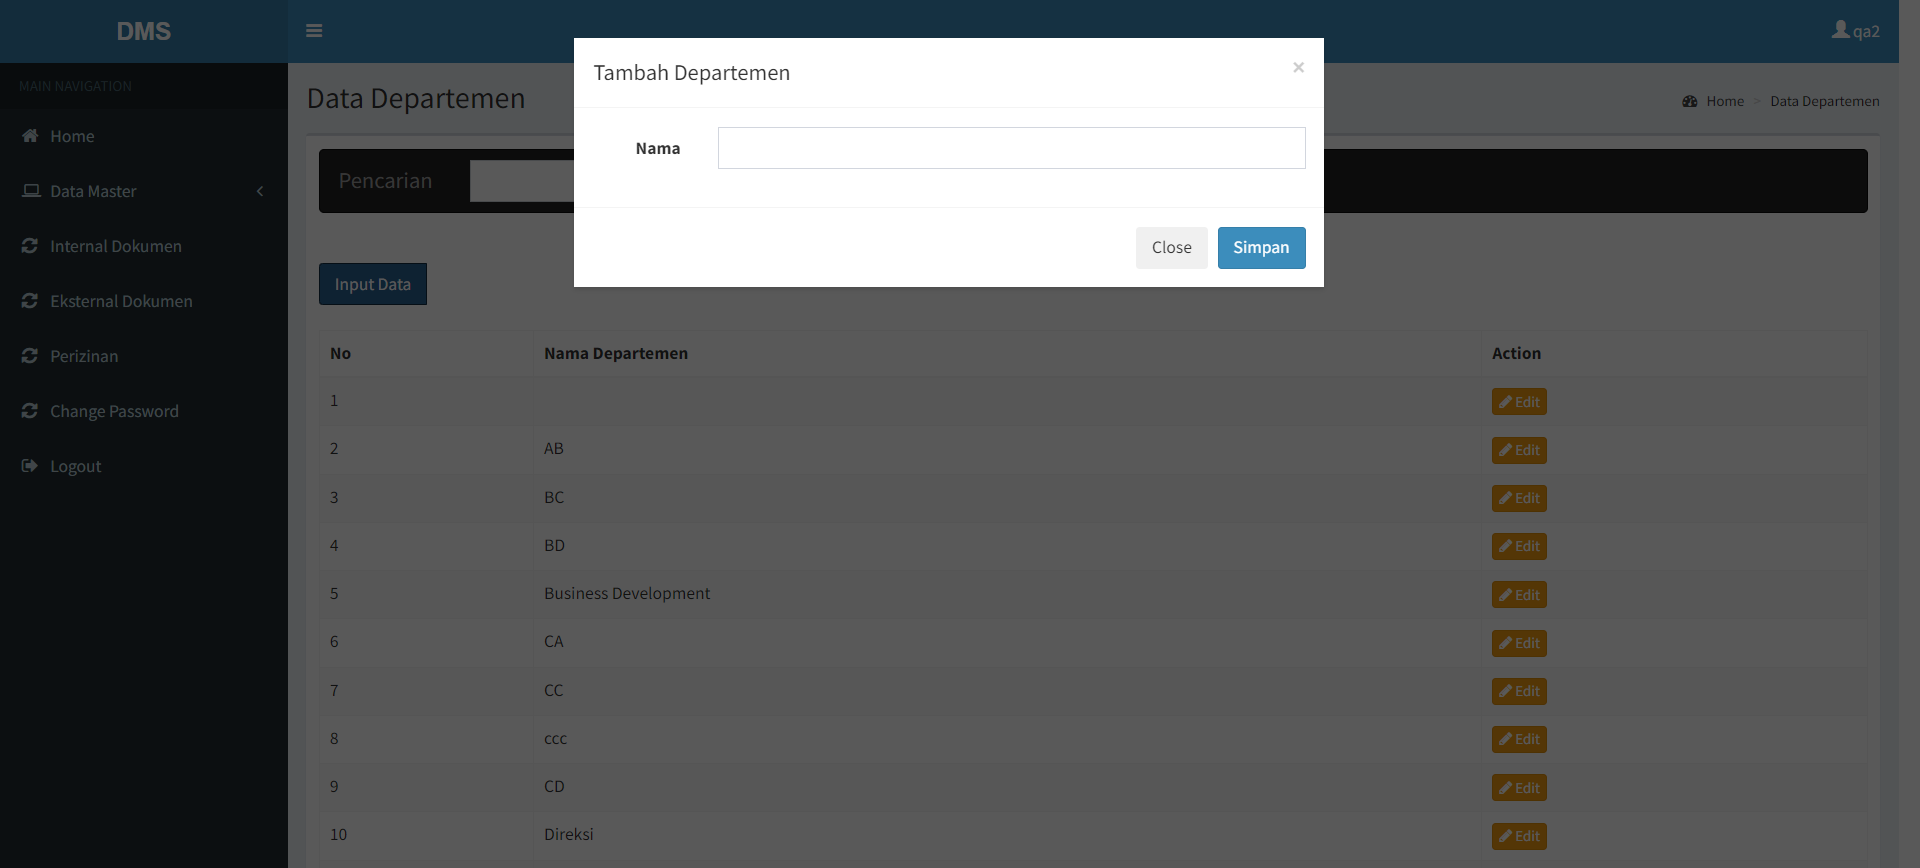 DMS
qa2
MAIN NAVIGATION
Home
Data Master
Internal Dokumen
Eksternal Dokumen
Perizinan
Change Password
Logout
Data Departemen
Home > Data Departemen
Tambah Departemen ×
Nama
Close Simpan
Pencarian
Input Data
No Nama Departemen Action
1 Edit
2 AB Edit
3 BC Edit
4 BD Edit
5 Business Development Edit
6 CA Edit
7 CC Edit
8 ccc Edit
9 CD Edit
10 Direksi Edit